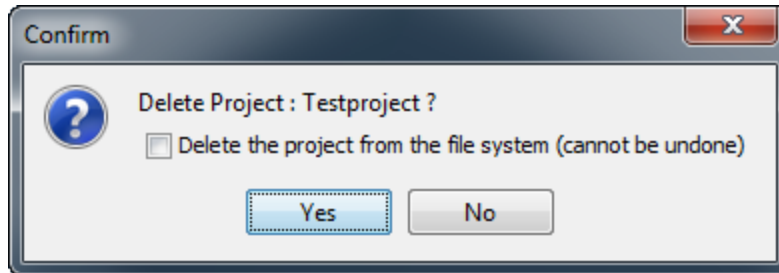 Confirm
Delete Project : Testproject ?
Delete the project from the file system (cannot be undone)
Yes
No